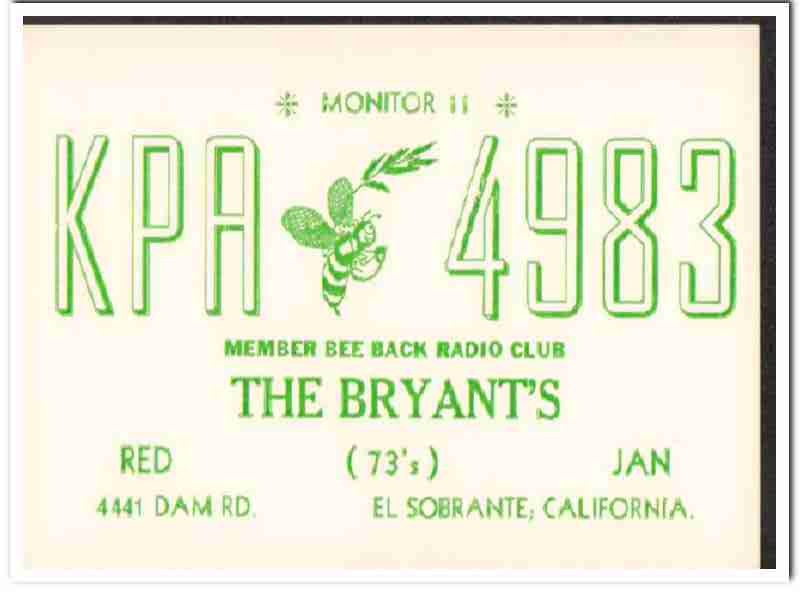 MONITOR 11
KPA 4983
MEMBER BEE BACK RADIO CLUB
THE BRYANT'S
RED (73's) JAN
4441 DAM RD. EL SOBRANTE, CALIFORNIA.